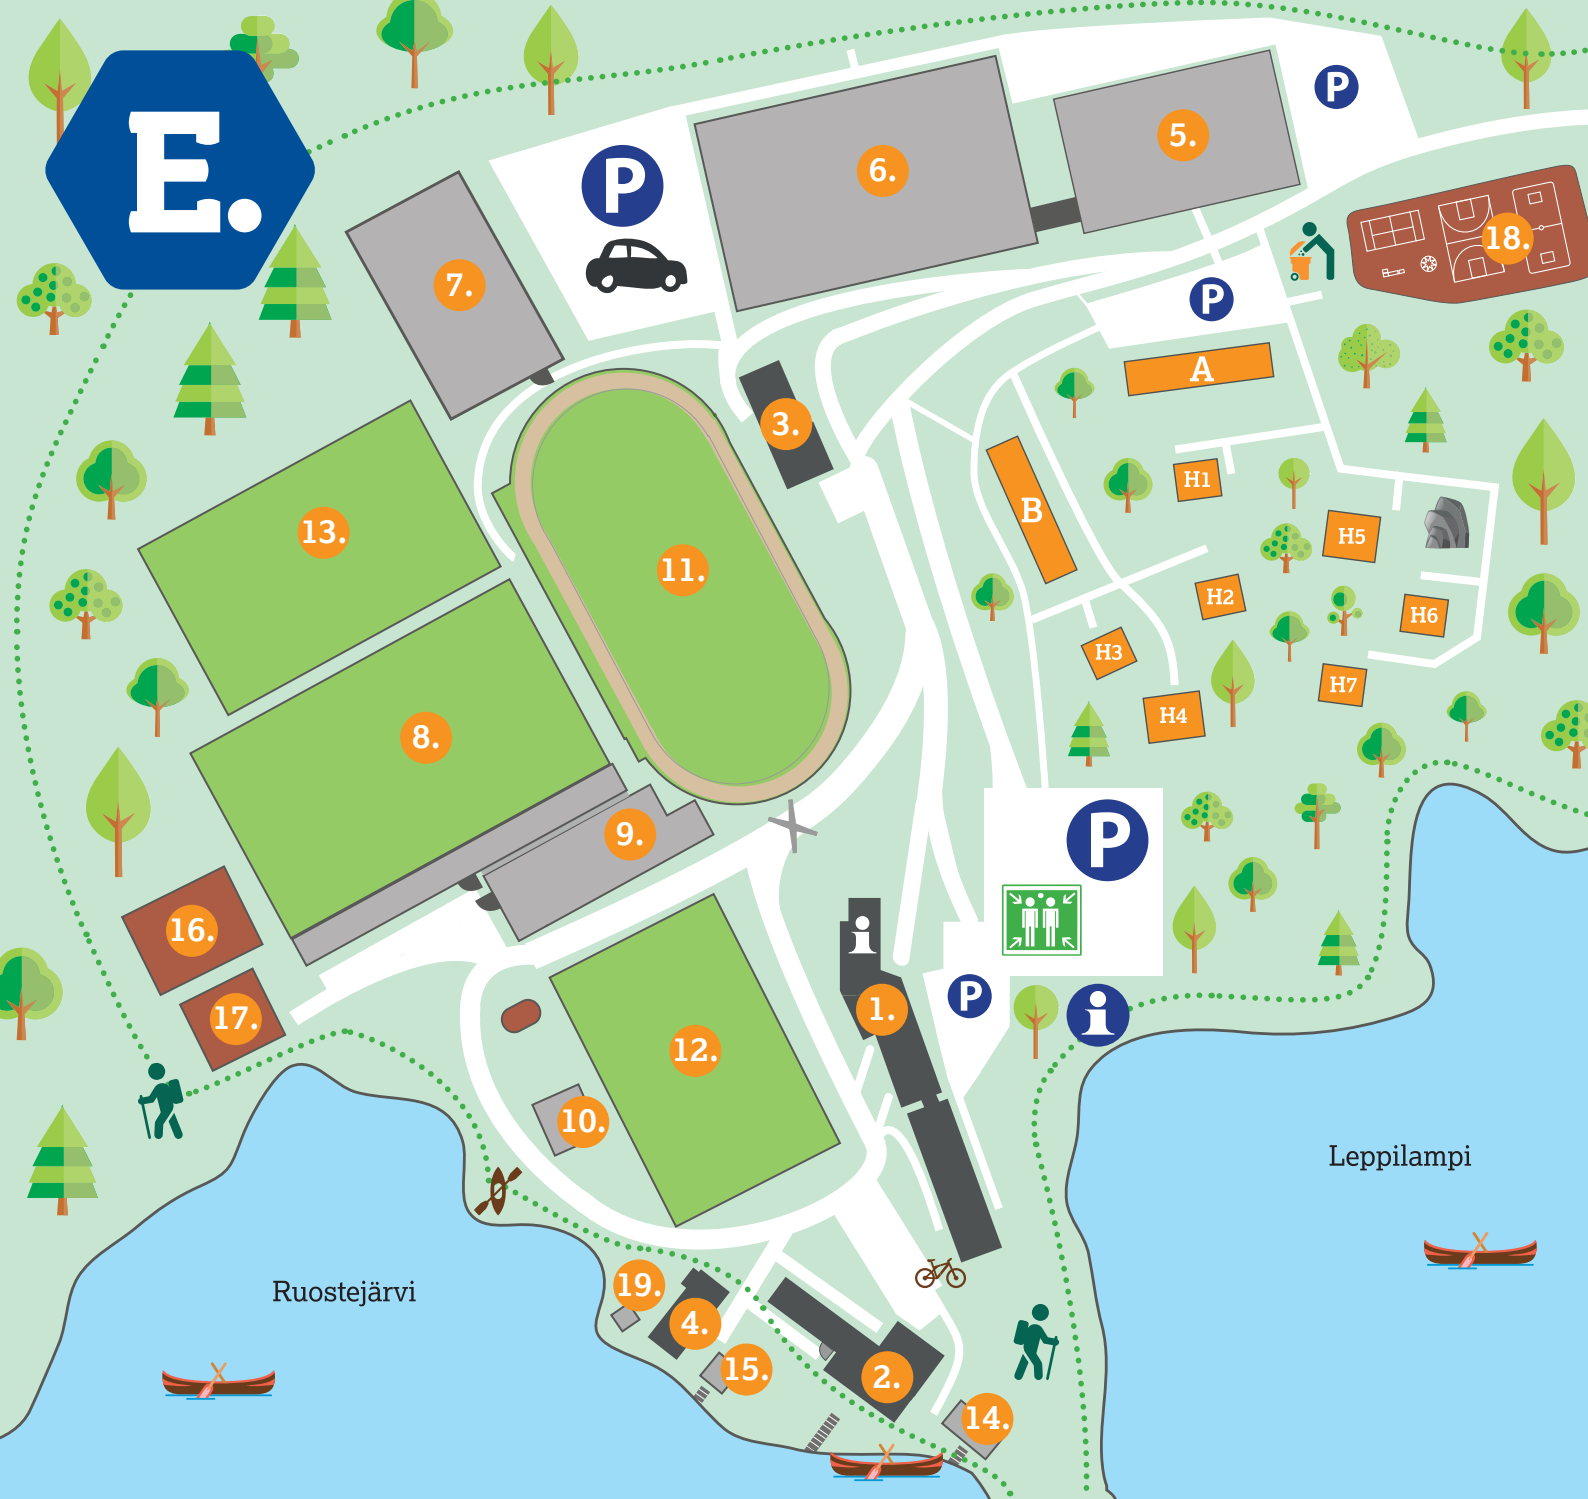 E.
P
P
P
P
P
i
i
6.
5.
7.
18.
3.
A
B
H1
H5
H2
H6
H3
H7
H4
13.
11.
8.
9.
16.
17.
12.
1.
10.
Leppilampi
Ruostejärvi
19.
4.
15.
2.
14.